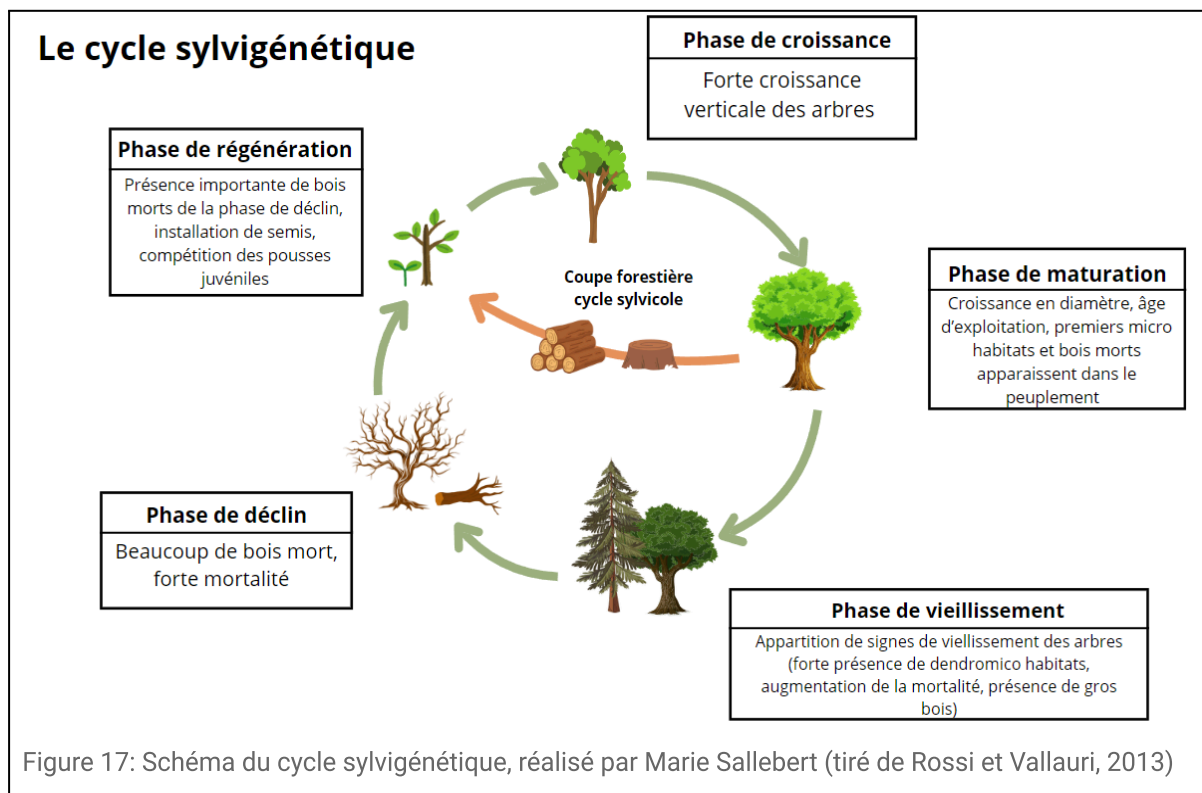 Le cycle sylvigénétique
Phase de croissance
Forte croissance
verticale des arbres
Phase de régénération
Présence importante de bois
morts de la phase de déclin,
installation de semis,
compétition des pousses
juvéniles
Coupe forestière
cycle sylvicole
Phase de maturation
Croissance en diamètre, âge
d'exploitation, premiers micro
habitats et bois morts
apparaissent dans le
peuplement
Phase de déclin
Beaucoup de bois mort,
forte mortalité
Phase de vieillissement
Appartition de signes de viellissement des arbres
(forte présence de dendromico habitats,
augmentation de la mortalité, présence de gros
bois)
Figure 17: Schéma du cycle sylvigénétique, réalisé par Marie Sallebert (tiré de Rossi et Vallauri, 2013)